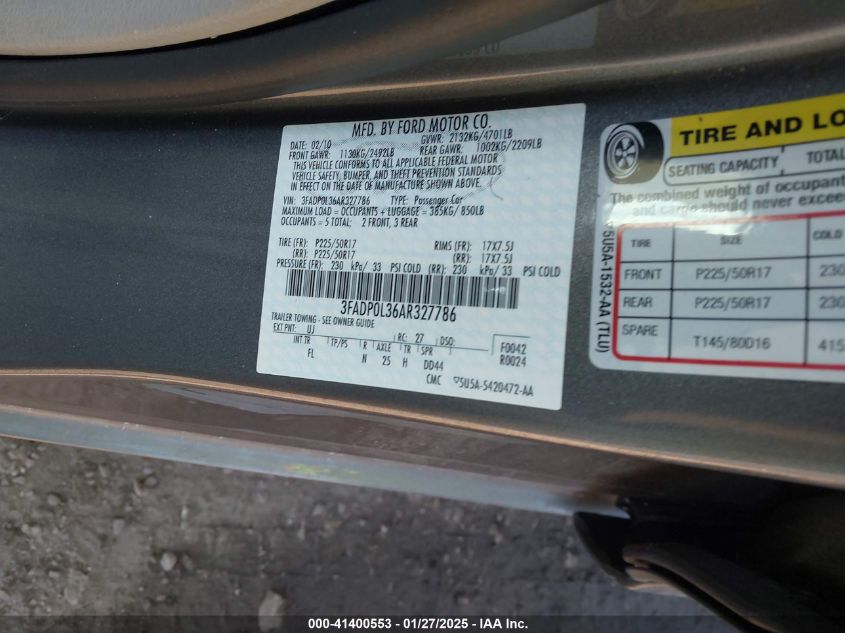 MFD. BY FORD MOTOR CO.
DATE: 02/10 GVWR: 2132KG/4701LB
FRONT GAWR: 1130KG/2492LB REAR GAWR: 1002KG/2209LB
THIS VEHICLE CONFORMS TO ALL APPLICABLE FEDERAL MOTOR
VEHICLE SAFETY, BUMPER, AND THEFT PREVENTION STANDARDS
IN EFFECT ON THE DATE OF MANUFACTURE SHOWN ABOVE.
VIN: 3FADP0L36AR327786 TYPE: Passenger Car
MAXIMUM LOAD = OCCUPANTS + LUGGAGE = 385KG/ 850LB
OCCUPANTS = 5 TOTAL: 2 FRONT, 3 REAR
TIRE (FR): P225/50R17 RIMS (FR): 17X7.5J
(RR): P225/50R17 (RR): 17X7.5J
PRESSURE (FR): 230 kPa/ 33 PSI COLD (RR): 230 kPa/ 33 PSI COLD
3FADP0L36AR327786
TRAILER TOWING - SEE OWNER GUIDE
EXT PNT: UJ RC: 27 DSO: F0042
INT TR TP/PS R AXLE TR SPR R0024
FL N 25 H DD44
CMC 5U5A-5420472-AA
TIRE AND LO
SEATING CAPACITY TOTAL
The combined weight of occupant
and cargo should never exceed
TIRE SIZE COLD
FRONT P225/50R17 230
REAR P225/50R17 230
SPARE T145/80D16 415
5U5A-1532-AA (TLU)
000-41400553 / 01/27/2025 / IAA Inc.